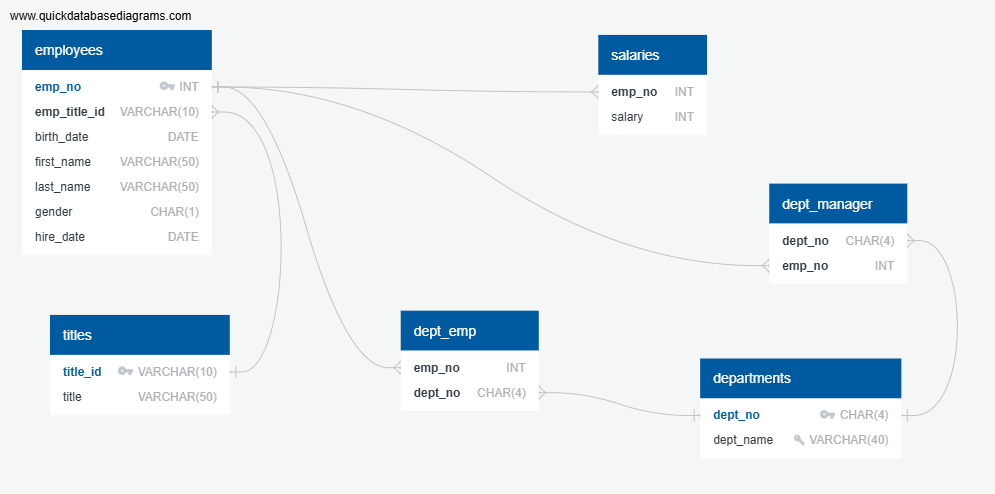 www.quickdatabasediagrams.com
employees
emp_no INT
emp_title_id VARCHAR(10)
birth_date DATE
first_name VARCHAR(50)
last_name VARCHAR(50)
gender CHAR(1)
hire_date DATE
salaries
emp_no INT
salary INT
dept_manager
dept_no CHAR(4)
emp_no INT
titles
title_id VARCHAR(10)
title VARCHAR(50)
dept_emp
emp_no INT
dept_no CHAR(4)
departments
dept_no CHAR(4)
dept_name VARCHAR(40)